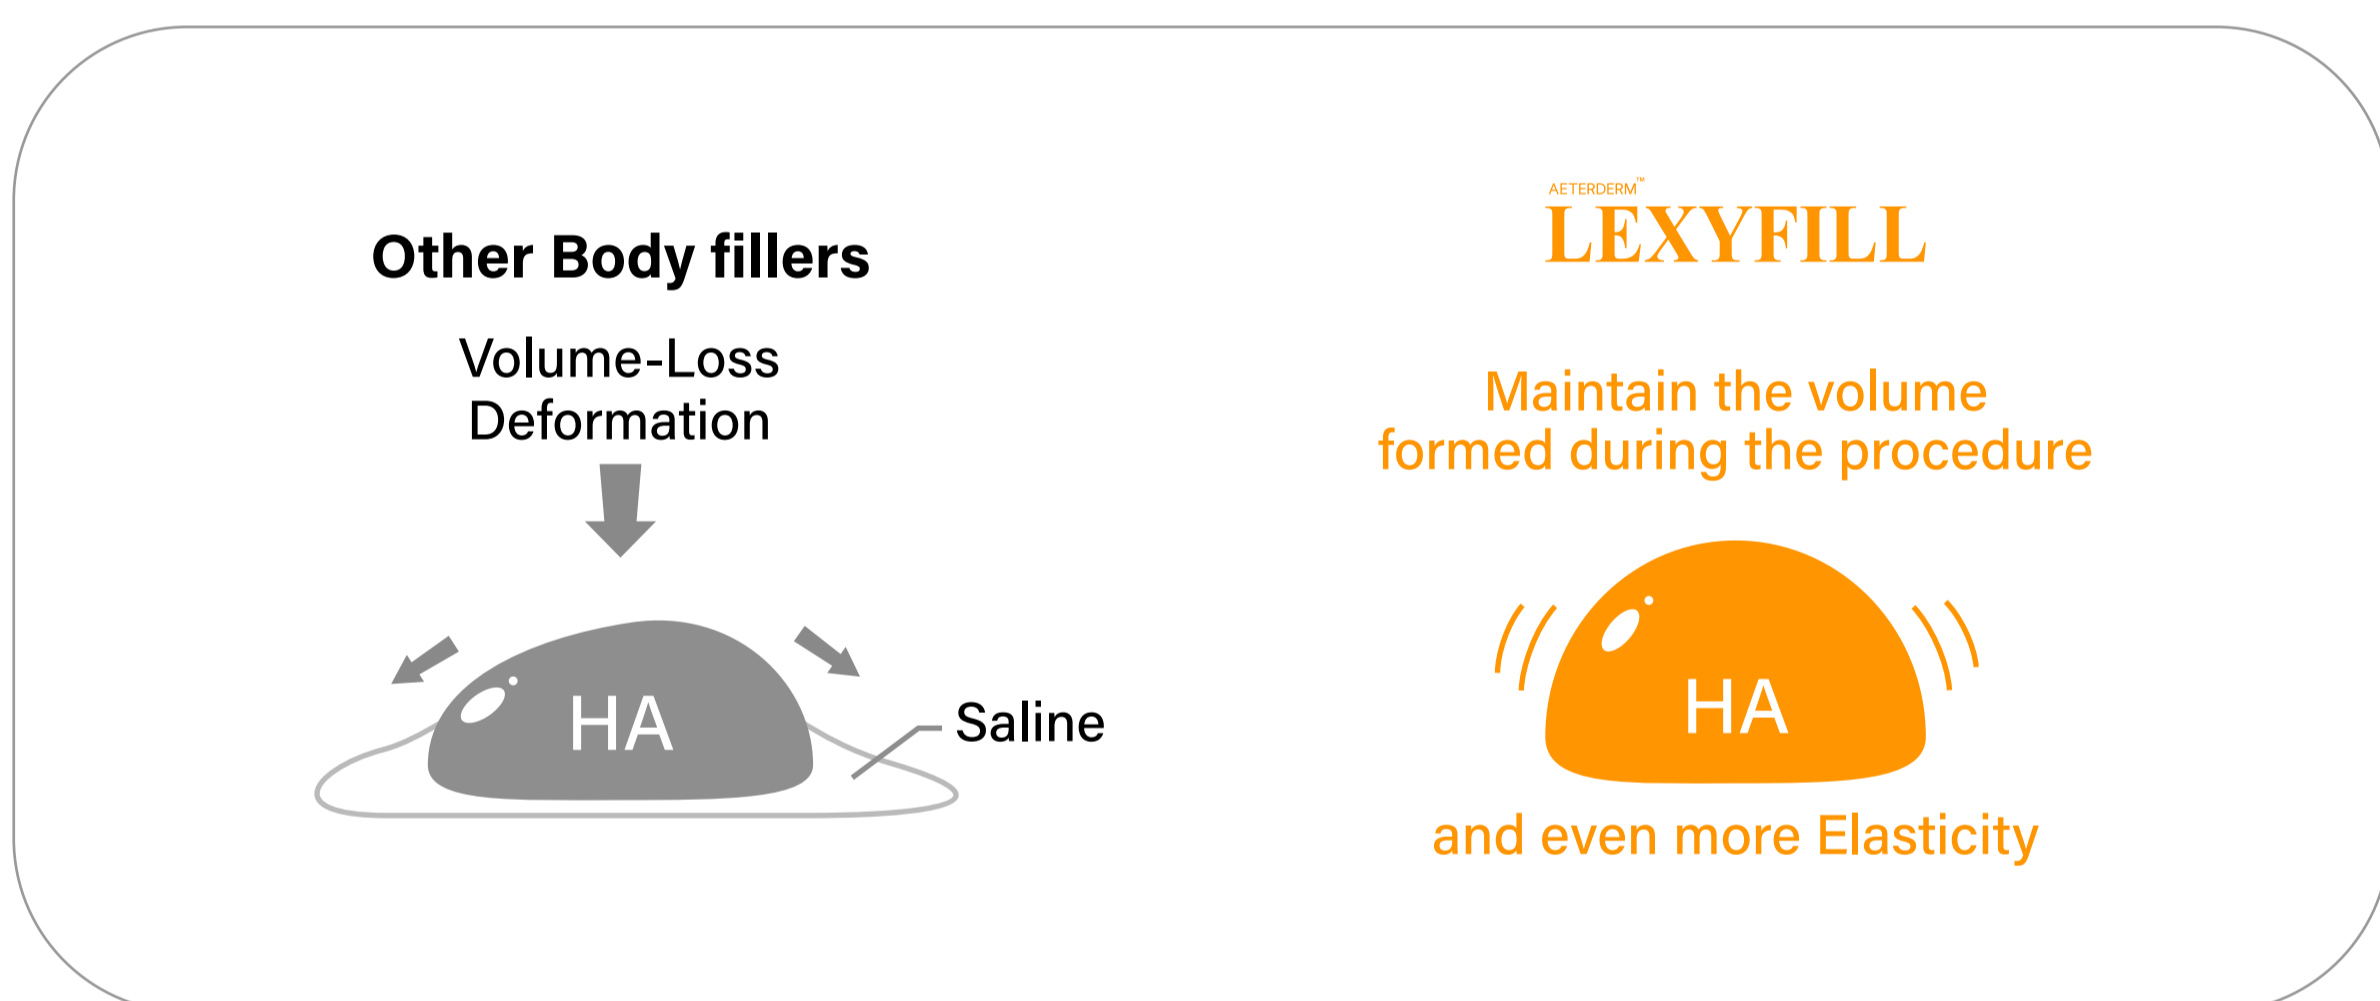 Other Body fillers
Volume-Loss
Deformation
HA
Saline
AETERDERM™
LEXYFILL
Maintain the volume
formed during the procedure
HA
and even more Elasticity